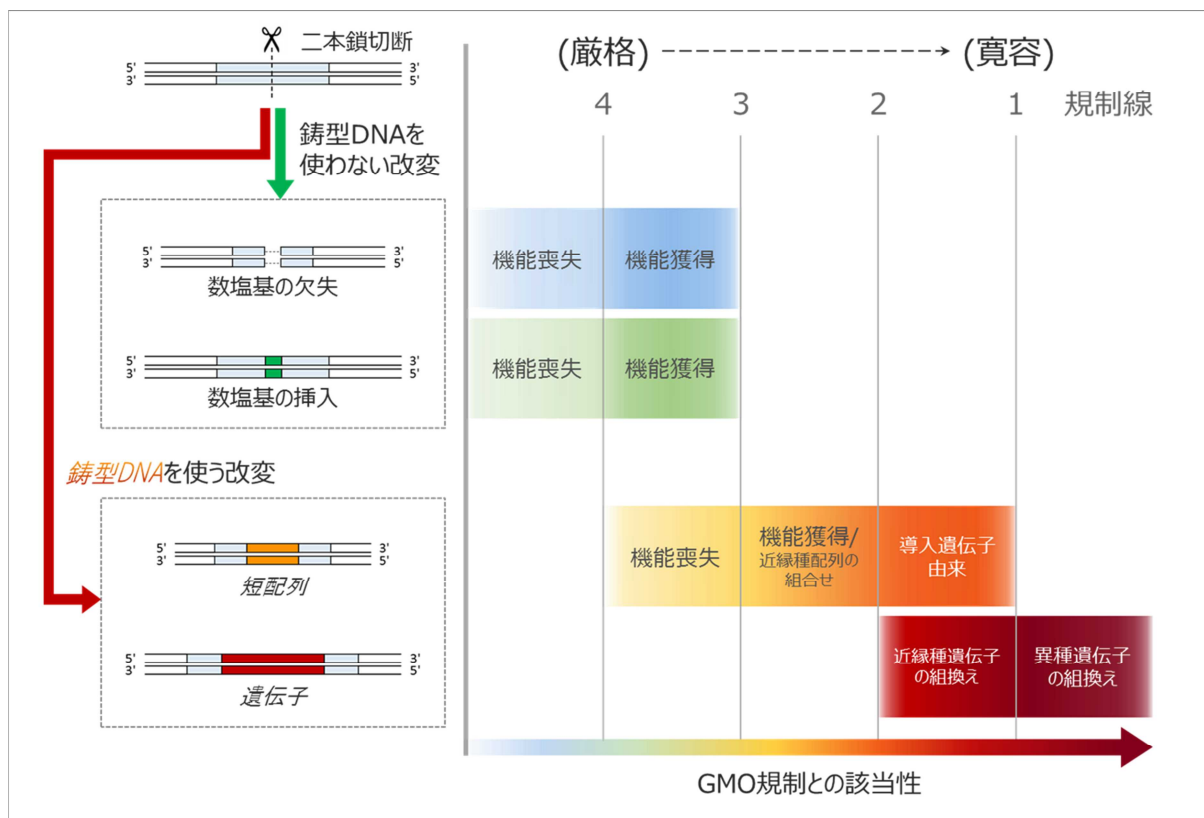 二本鎖切断
5' 3'
3' 5'
鋳型DNAを
使わない改変
5' 3'
3' 5'
数塩基の欠失
5' 3'
3' 5'
数塩基の挿入
鋳型DNAを使う改変
5' 3'
3' 5'
短配列
5' 3'
3' 5'
遺伝子
(厳格) (寛容)
4 3 2 1 規制線
機能喪失 機能獲得
機能喪失 機能獲得
機能喪失
機能獲得/
近縁種配列の
組合せ
導入遺伝子
由来
近縁種遺伝子
の組換え
異種遺伝子
の組換え
GMO規制との該当性